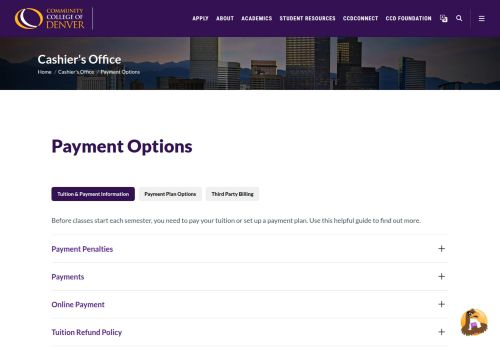 COMMUNITY
COLLEGE OF
DENVER
APPLY ABOUT ACADEMICS STUDENT RESOURCES CCDCONNECT CCD FOUNDATION
Cashier's Office
Home / Cashier's Office / Payment Options
Payment Options
Tuition & Payment Information Payment Plan Options Third Party Billing
Before classes start each semester, you need to pay your tuition or set up a payment plan. Use this helpful guide to find out more.
Payment Penalties
Payments
Online Payment
Tuition Refund Policy